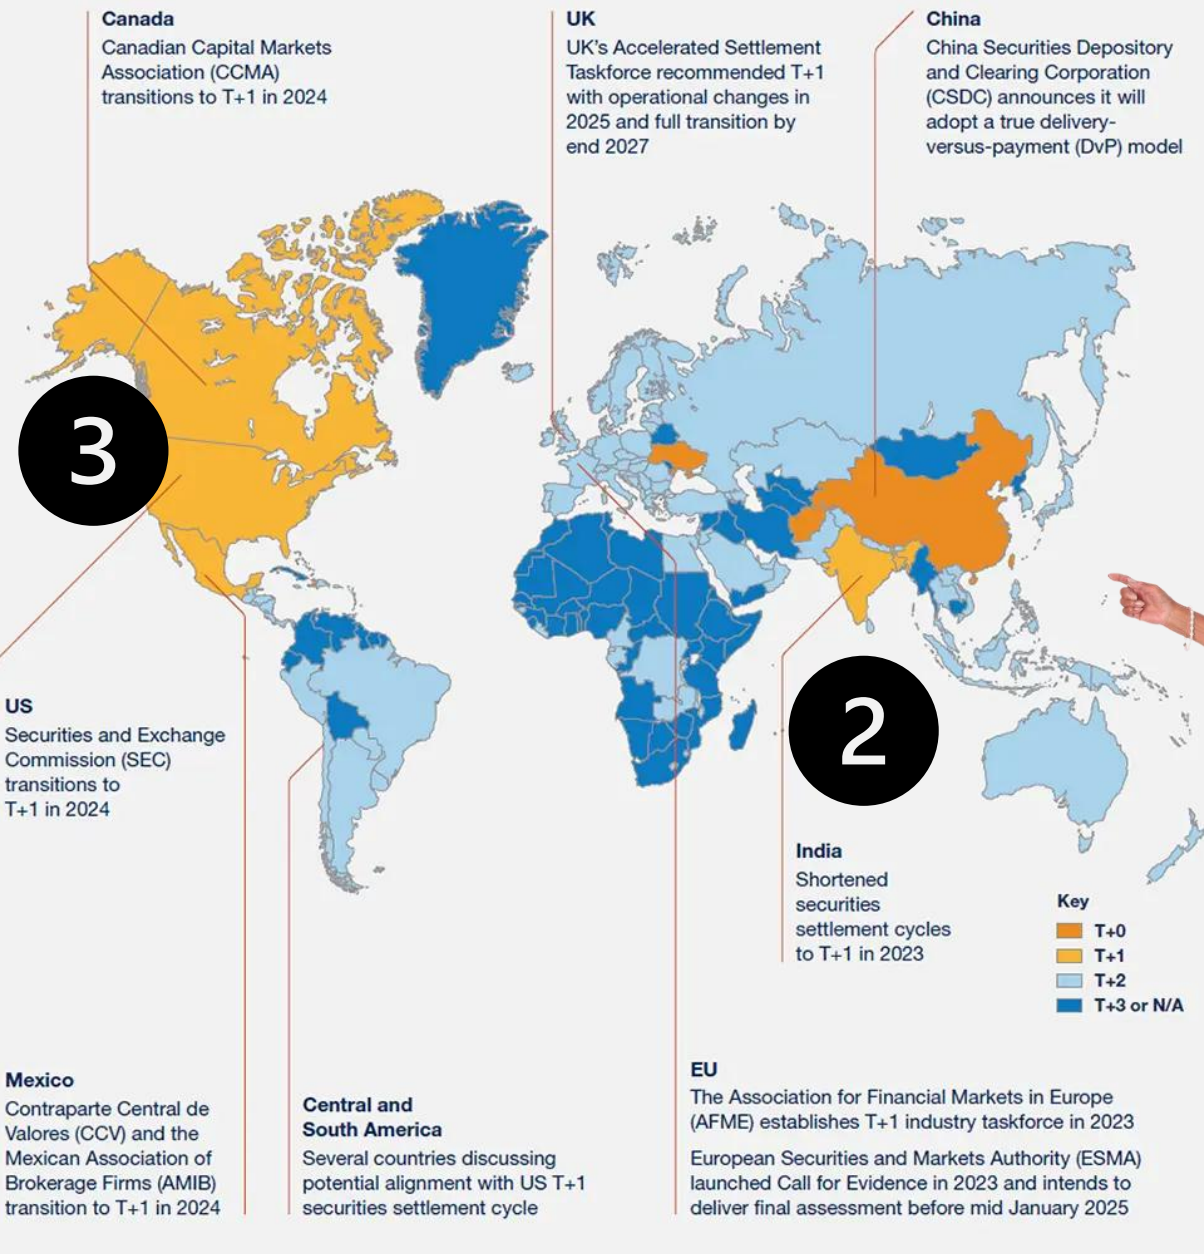 Canada
Canadian Capital Markets
Association (CCMA)
transitions to T+1 in 2024
UK
UK's Accelerated Settlement
Taskforce recommended T+1
with operational changes in
2025 and full transition by
end 2027
China
China Securities Depository
and Clearing Corporation
(CSDC) announces it will
adopt a true delivery-
versus-payment (DvP) model
3
2
US
Securities and Exchange
Commission (SEC)
transitions to
T+1 in 2024
India
Shortened
securities
settlement cycles
to T+1 in 2023
Key
T+0
T+1
T+2
T+3 or N/A
Mexico
Contraparte Central de
Valores (CCV) and the
Mexican Association of
Brokerage Firms (AMIB)
transition to T+1 in 2024
Central and
South America
Several countries discussing
potential alignment with US T+1
securities settlement cycle
EU
The Association for Financial Markets in Europe
(AFME) establishes T+1 industry taskforce in 2023
European Securities and Markets Authority (ESMA)
launched Call for Evidence in 2023 and intends to
deliver final assessment before mid January 2025